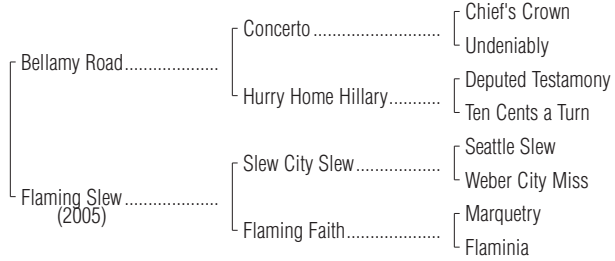 Chief's Crown
Concerto ............................
Undeniably
Bellamy Road....................
Deputed Testamony
Hurry Home Hillary...........
Ten Cents a Turn
Seattle Slew
Slew City Slew ..................
Weber City Miss
Flaming Slew ....................
(2005)
Marquetry
Flaming Faith....................
Flaminia